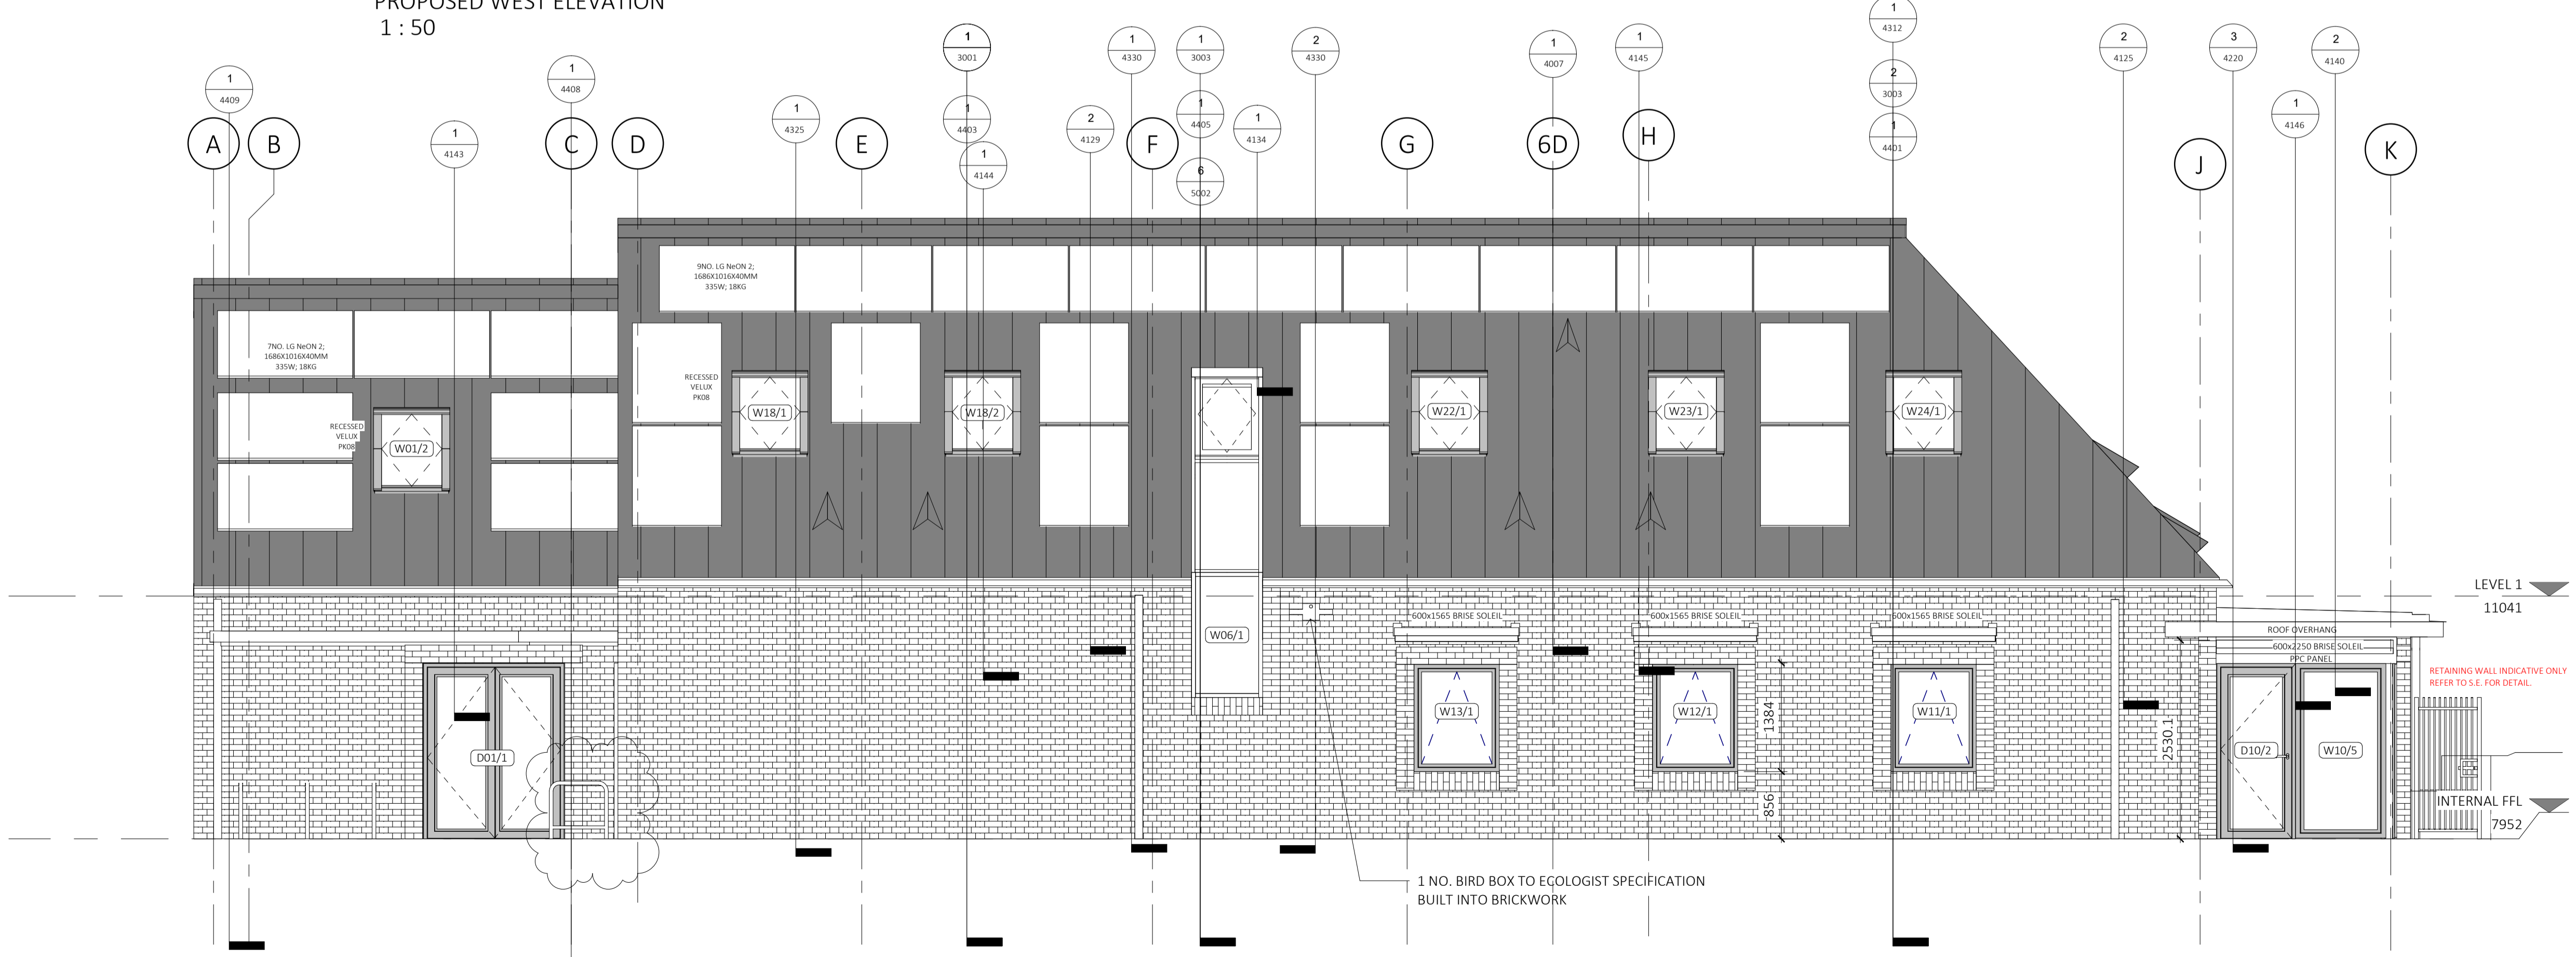 PROPOSED WEST ELEVATION
1 : 50
1
4409
1
4143
1
4408
1
4325
1
3001
1
4403
1
4144
2
4129
1
4330
1
3003
1
4405
6
5002
1
4134
2
4330
1
4007
1
4145
1
4312
2
3003
1
4401
2
4125
3
4220
1
4146
2
4140
A
B
C
D
E
F
G
6D
H
J
K
9NO. LG NeON 2;
1686X1016X40MM
335W; 18KG
7NO. LG NeON 2;
1686X1016X40MM
335W; 18KG
RECESSED
VELUX
PK08
W01/2
RECESSED
VELUX
PK08
W18/1
W18/2
W22/1
W23/1
W24/1
LEVEL 1
11041
600x1565 BRISE SOLEIL
600x1565 BRISE SOLEIL
600x1565 BRISE SOLEIL
ROOF OVERHANG
600x2250 BRISE SOLEIL
PPC PANEL
W06/1
RETAINING WALL INDICATIVE ONLY
REFER TO S.E. FOR DETAIL.
W13/1
W12/1
W11/1
1384
856
2530.1
D01/1
D10/2
W10/5
INTERNAL FFL
7952
1 NO. BIRD BOX TO ECOLOGIST SPECIFICATION
BUILT INTO BRICKWORK